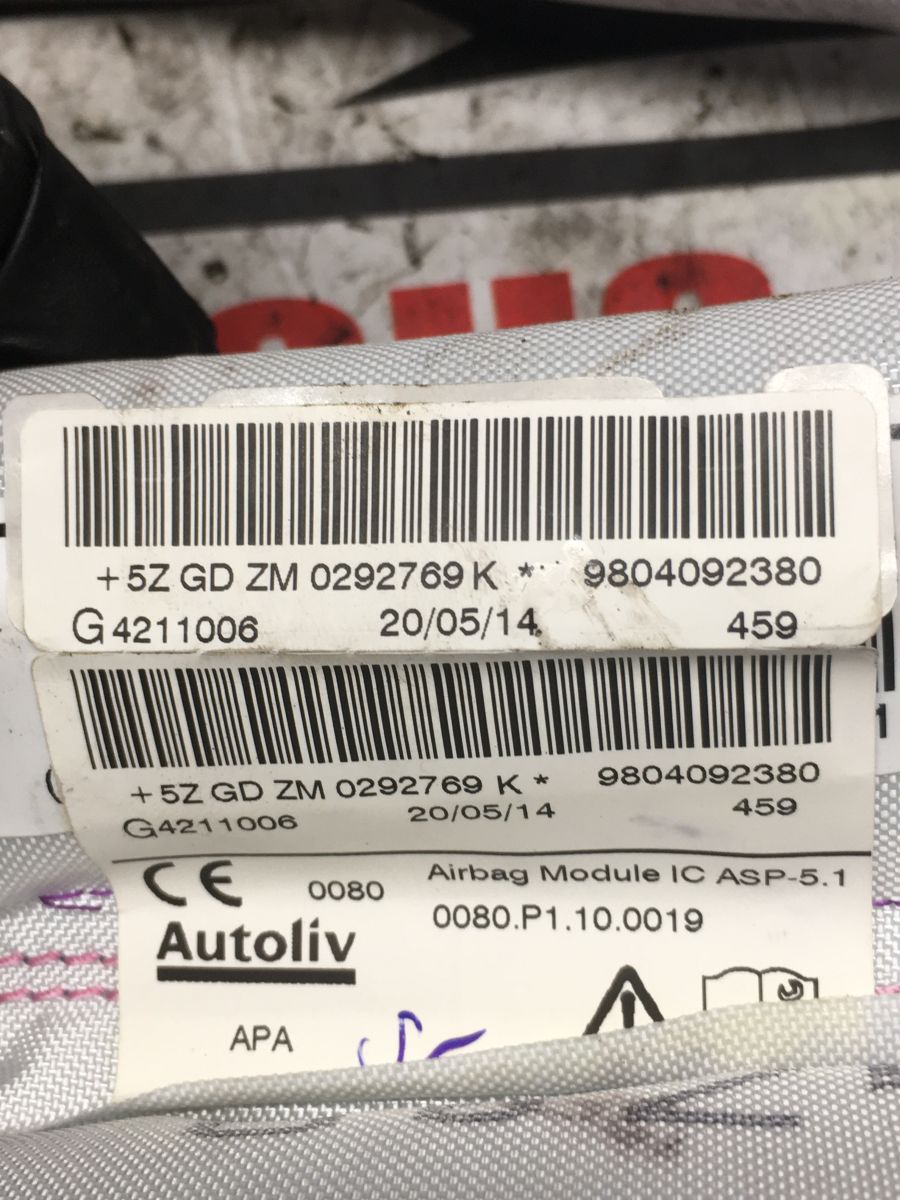 +5Z GD ZM 0292769 K * 9804092380
G4211006 20/05/14 459
+5Z GD ZM 0292769 K * 9804092380
G4211006 20/05/14 459
CE 0080 Airbag Module IC ASP-5.1
0080.P1.10.0019
Autoliv
APA
1